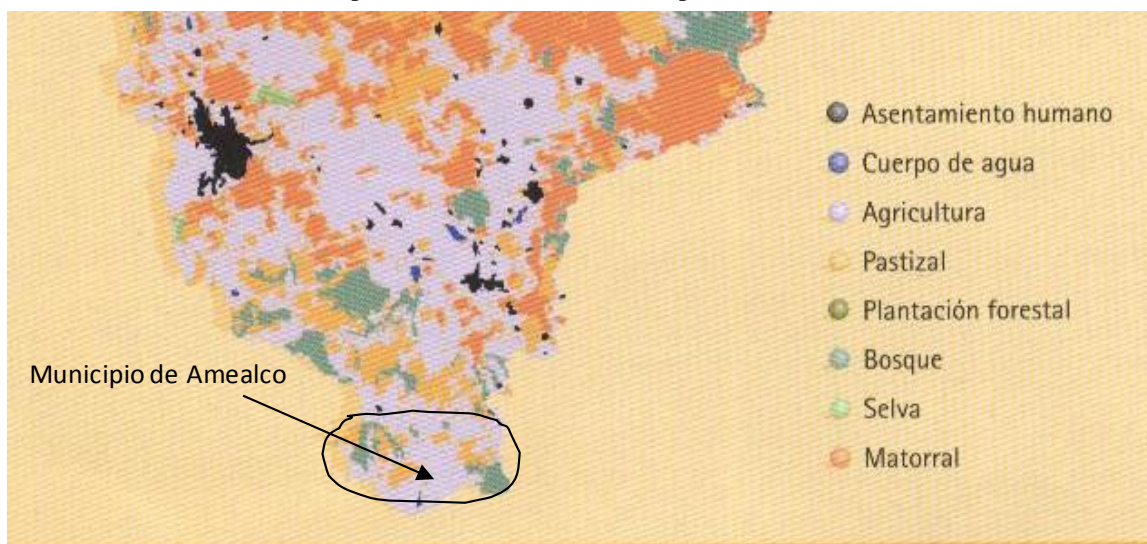 Asentamiento humano
Cuerpo de agua
Agricultura
Pastizal
Plantación forestal
Bosque
Selva
Matorral
Municipio de Amealco